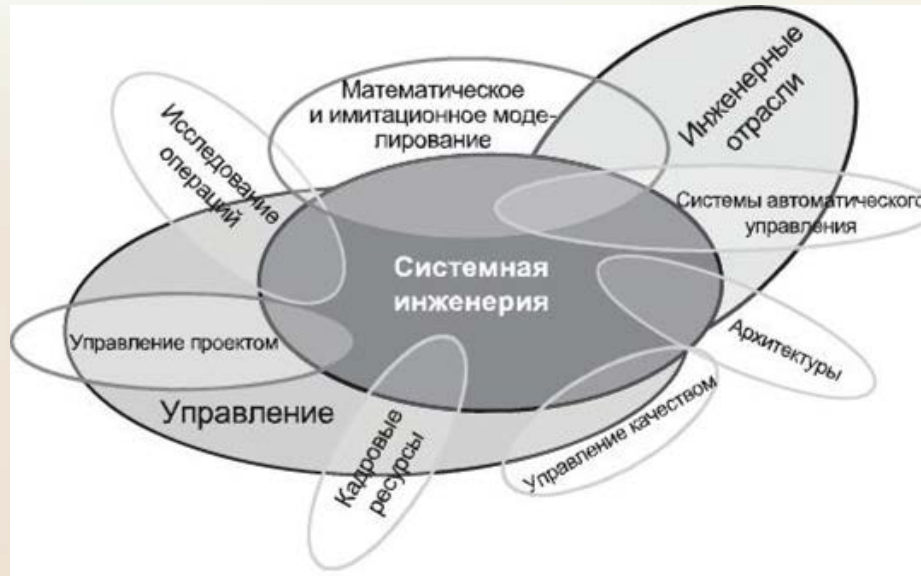 Математическое
и имитационное моде-
лирование
Инженерные
отрасли
Исследование
операций
Системы автоматического
управления
Системная
инженерия
Архитектуры
Управление проектом
Управление
Управление качеством
Кадровые
ресурсы